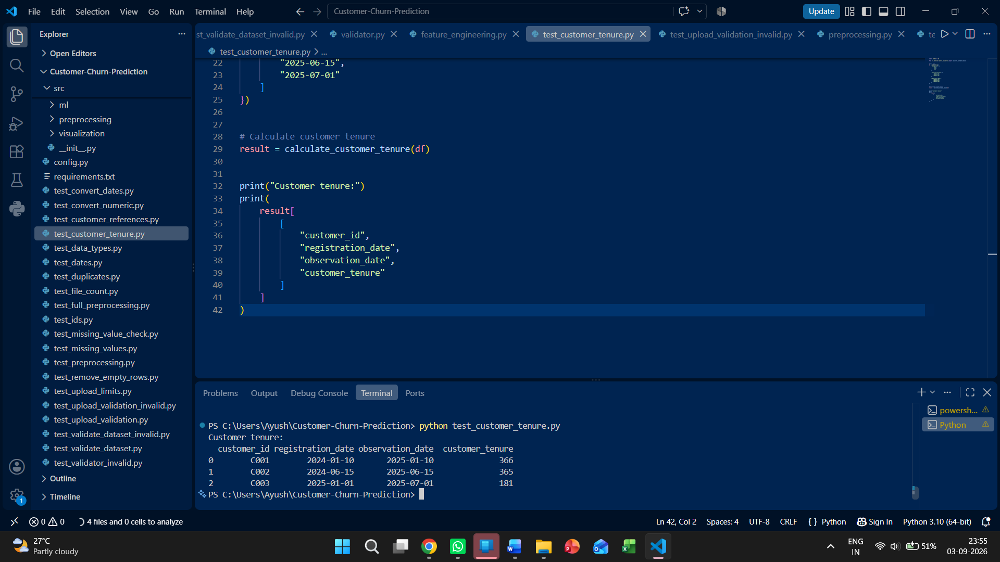 File Edit Selection View Go Run Terminal Help
Customer-Churn-Prediction
Update
Explorer
Open Editors
Customer-Churn-Prediction
src
ml
preprocessing
visualization
__init__.py
config.py
requirements.txt
test_convert_dates.py
test_convert_numeric.py
test_customer_references.py
test_customer_tenure.py
test_data_types.py
test_dates.py
test_duplicates.py
test_file_count.py
test_full_preprocessing.py
test_ids.py
test_missing_value_check.py
test_missing_values.py
test_preprocessing.py
test_remove_empty_rows.py
test_upload_limits.py
test_upload_validation_invalid.py
test_upload_validation.py
test_validate_dataset_invalid.py
test_validate_dataset.py
test_validator_invalid.py
Outline
Timeline
st_validate_dataset_invalid.py validator.py feature_engineering.py test_customer_tenure.py test_upload_validation_invalid.py preprocessing.py te
test_customer_tenure.py > ...
22 "2025-06-15",
23 "2025-07-01"
24 ]
25 })
26
27
28 # Calculate customer tenure
29 result = calculate_customer_tenure(df)
30
31
32 print("Customer tenure:")
33 print(
34 result[
35 [
36 "customer_id",
37 "registration_date",
38 "observation_date",
39 "customer_tenure"
40 ]
41 ]
42 )
Problems Output Debug Console Terminal Ports
PS C:\Users\Ayush\Customer-Churn-Prediction> python test_customer_tenure.py
Customer tenure:
customer_id registration_date observation_date customer_tenure
0 C001 2024-01-10 2025-01-10 366
1 C002 2024-06-15 2025-06-15 365
2 C003 2025-01-01 2025-07-01 181
PS C:\Users\Ayush\Customer-Churn-Prediction>
powersh...
Python
1
0 0 4 files and 0 cells to analyze
Ln 42, Col 2 Spaces: 4 UTF-8 CRLF { } Python Sign In Python 3.10 (64-bit)
27°C
Partly cloudy
ENG
IN
51%
23:55
03-09-2026